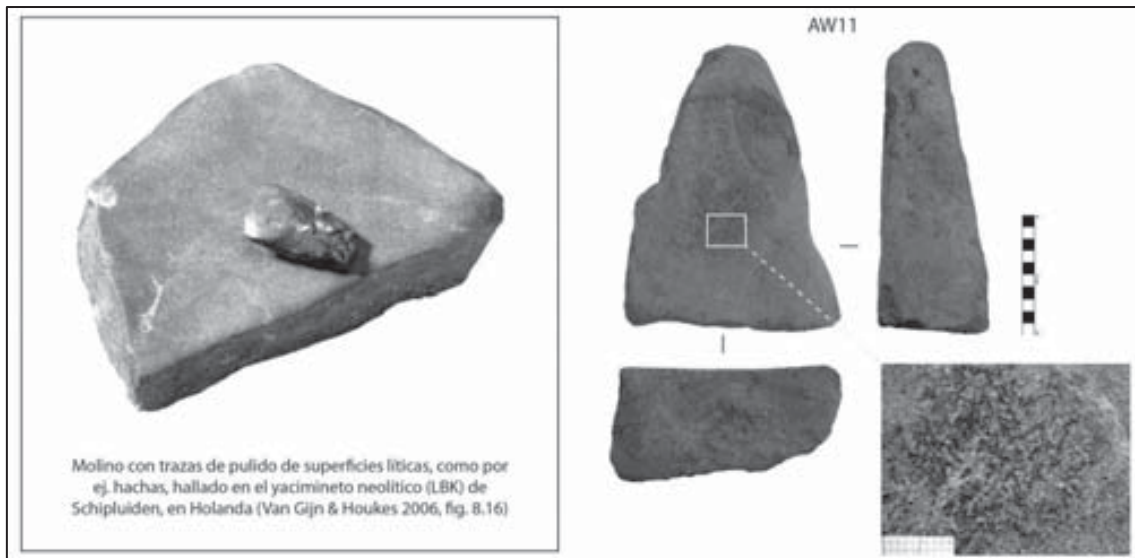 AW11
Molino con trazas de pulido de superficies líticas, como por
ej. hachas, hallado en el yacimineto neolítico (LBK) de
Schipluiden, en Holanda (Van Gijn & Houkes 2006, fig. 8.16)